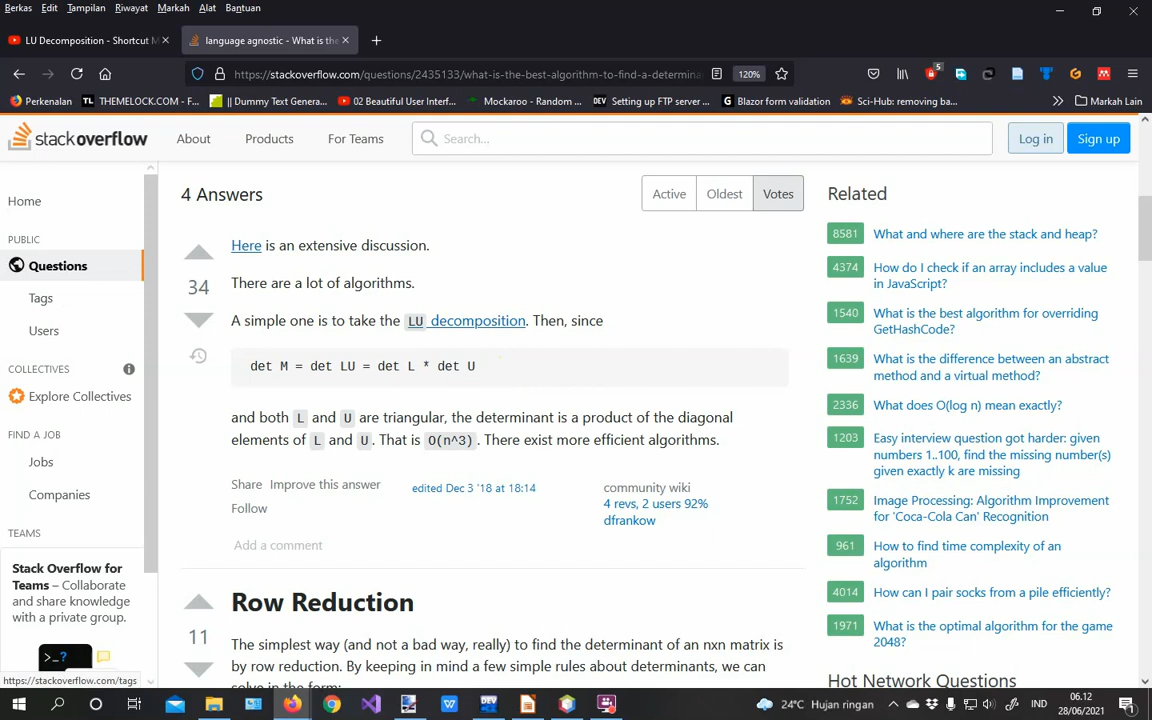 Berkas Edit Tampilan Riwayat Markah Alat Bantuan
LU Decomposition - Shortcut M
language agnostic - What is the
https://stackoverflow.com/questions/2435133/what-is-the-best-algorithm-to-find-a-determina
120%
5
Perkenalan
THEMELOCK.COM - F...
|| Dummy Text Genera...
02 Beautiful User Interf...
Mockaroo - Random ...
Setting up FTP server ...
Blazor form validation
Sci-Hub: removing ba...
Markah Lain
stackoverflow
About
Products
For Teams
Search...
Log in
Sign up
Home
PUBLIC
Questions
Tags
Users
COLLECTIVES
Explore Collectives
FIND A JOB
Jobs
Companies
TEAMS
Stack Overflow for
Teams – Collaborate
and share knowledge
with a private group.
>_?
https://stackoverflow.com/tags
4 Answers
Active
Oldest
Votes
34
Here is an extensive discussion.
There are a lot of algorithms.
A simple one is to take the LU decomposition. Then, since
det M = det LU = det L * det U
and both L and U are triangular, the determinant is a product of the diagonal
elements of L and U. That is O(n^3). There exist more efficient algorithms.
Share Improve this answer
Follow
edited Dec 3 '18 at 18:14
community wiki
4 revs, 2 users 92%
dfrankow
Add a comment
11
Row Reduction
The simplest way (and not a bad way, really) to find the determinant of an nxn matrix is
by row reduction. By keeping in mind a few simple rules about determinants, we can
solve in the form:
Related
8581 What and where are the stack and heap?
4374 How do I check if an array includes a value
in JavaScript?
1540 What is the best algorithm for overriding
GetHashCode?
1639 What is the difference between an abstract
method and a virtual method?
2336 What does O(log n) mean exactly?
1203 Easy interview question got harder: given
numbers 1..100, find the missing number(s)
given exactly k are missing
1752 Image Processing: Algorithm Improvement
for 'Coca-Cola Can' Recognition
961 How to find time complexity of an
algorithm
4014 How can I pair socks from a pile efficiently?
1971 What is the optimal algorithm for the game
2048?
Hot Network Questions
24°C Hujan ringan
IND
06.12
28/06/2021
1